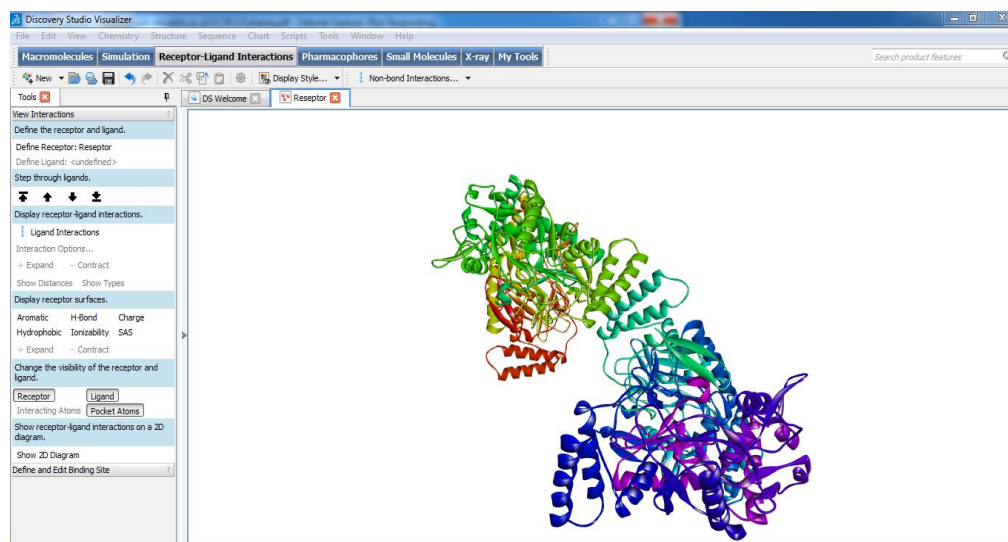 Discovery Studio Visualizer
File Edit View Chemistry Structure Sequence Chart Scripts Tools Window Help
Macromolecules Simulation Receptor-Ligand Interactions Pharmacophores Small Molecules X-ray My Tools
Search product features
New Display Style... Non-bond Interactions...
Tools DS Welcome Reseptor
View Interactions ?
Define the receptor and ligand.
Define Receptor: Reseptor
Define Ligand: <undefined>
Step through ligands.
Display receptor-ligand interactions.
Ligand Interactions
Interaction Options...
+ Expand - Contract
Show Distances Show Types
Display receptor surfaces.
Aromatic H-Bond Charge
Hydrophobic Ionizability SAS
+ Expand - Contract
Change the visibility of the receptor and
ligand.
Receptor Ligand
Interacting Atoms Pocket Atoms
Show receptor-ligand interactions on a 2D
diagram.
Show 2D Diagram
Define and Edit Binding Site ?